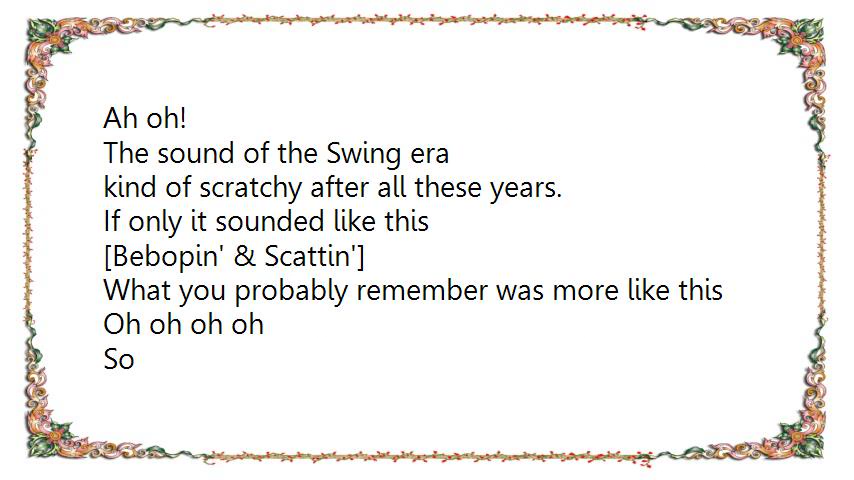 Ah oh!
The sound of the Swing era
kind of scratchy after all these years.
If only it sounded like this
[Bebopin' & Scattin']
What you probably remember was more like this
Oh oh oh oh
So